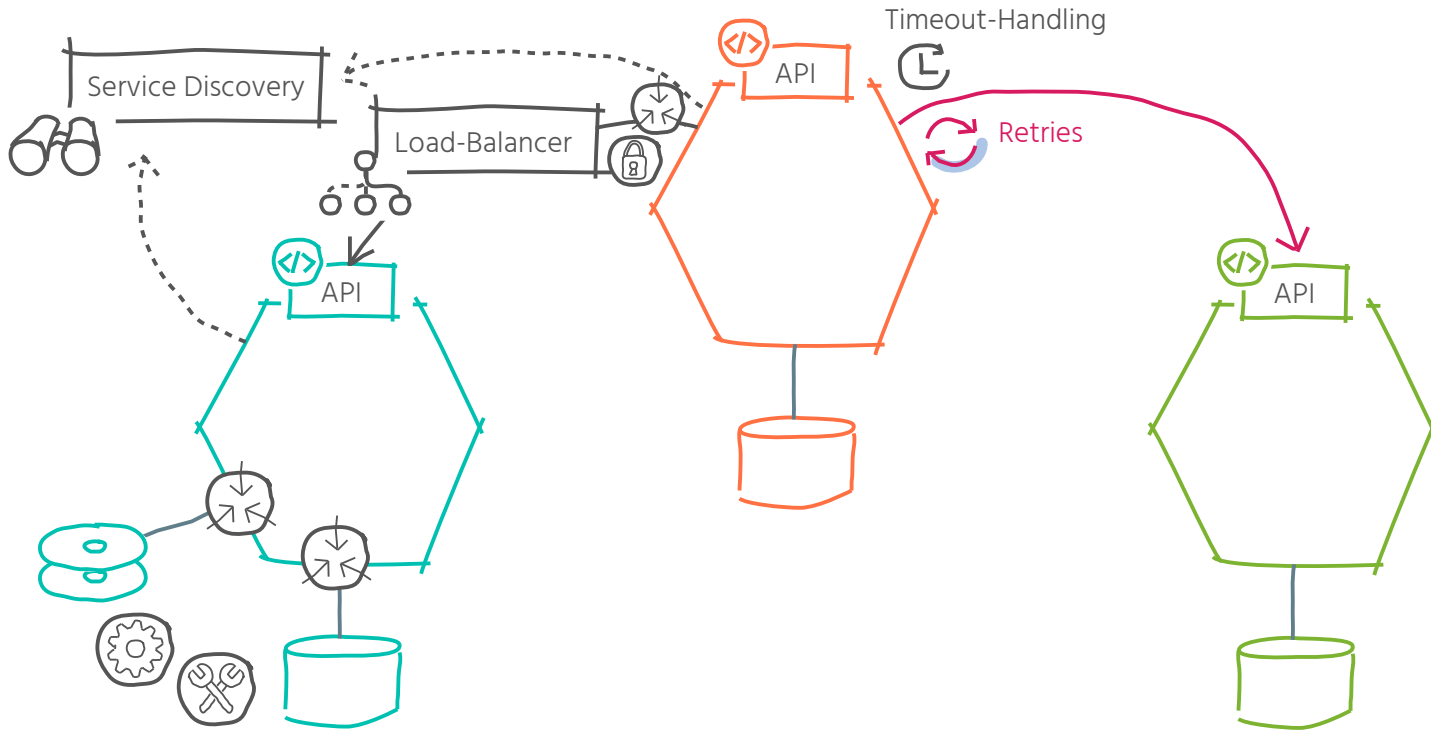 Timeout-Handling
API
Service Discovery
Load-Balancer
Retries
API
API